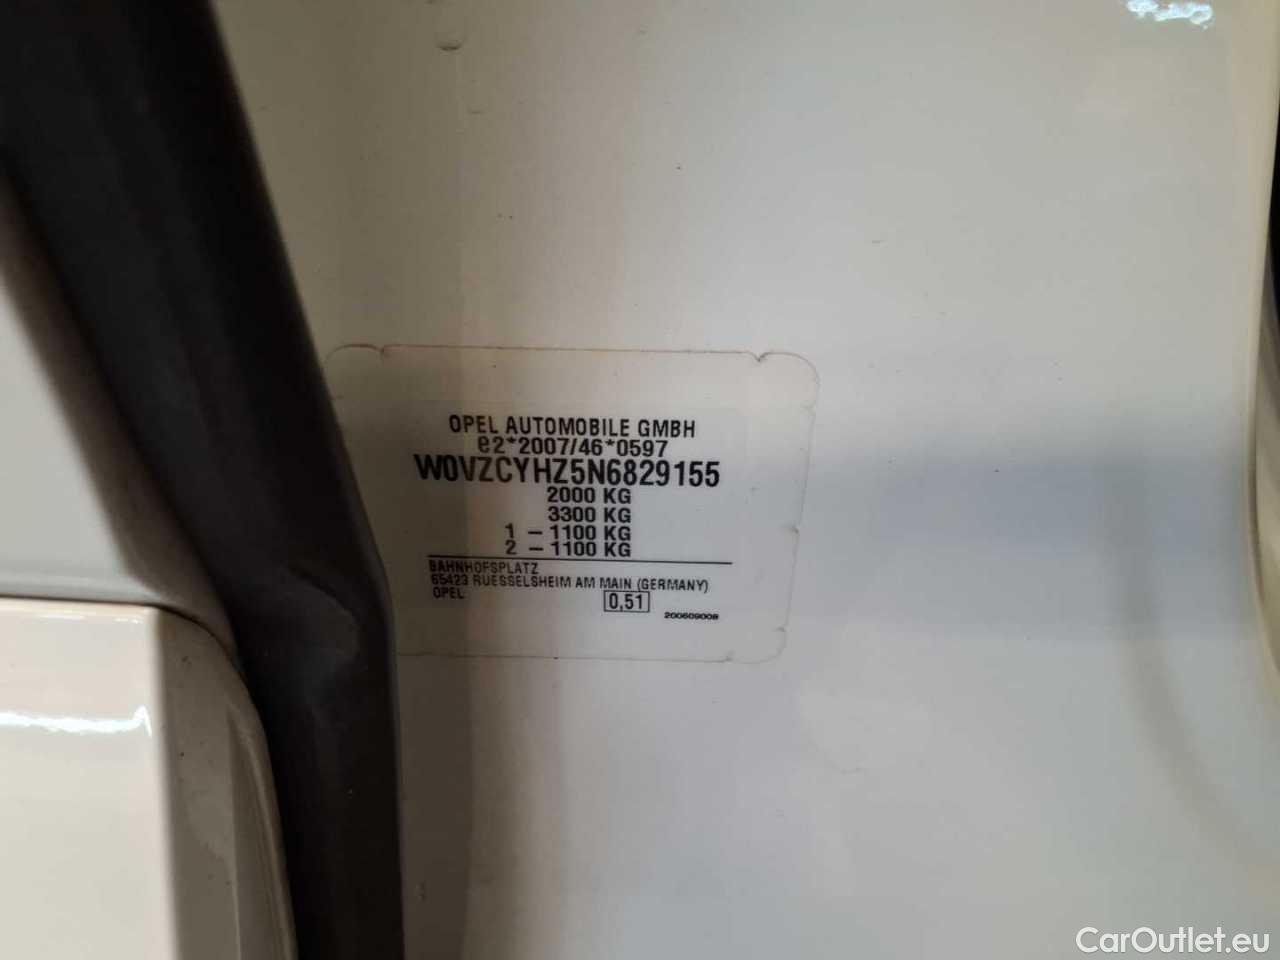 OPEL AUTOMOBILE GMBH
e2*2007/46*0597
W0VZCYHZ5N6829155
2000 KG
3300 KG
1 - 1100 KG
2 - 1100 KG
BAHNHOFSPLATZ
65423 RUESSELSHEIM AM MAIN (GERMANY)
OPEL
0,51
200609008
CarOutlet.eu